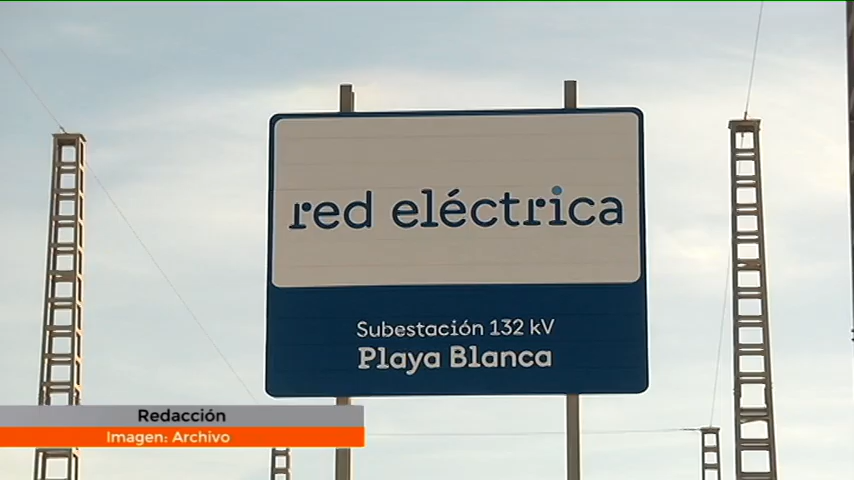 red eléctrica
Subestación 132 kV
Playa Blanca
Redacción
Imagen: Archivo